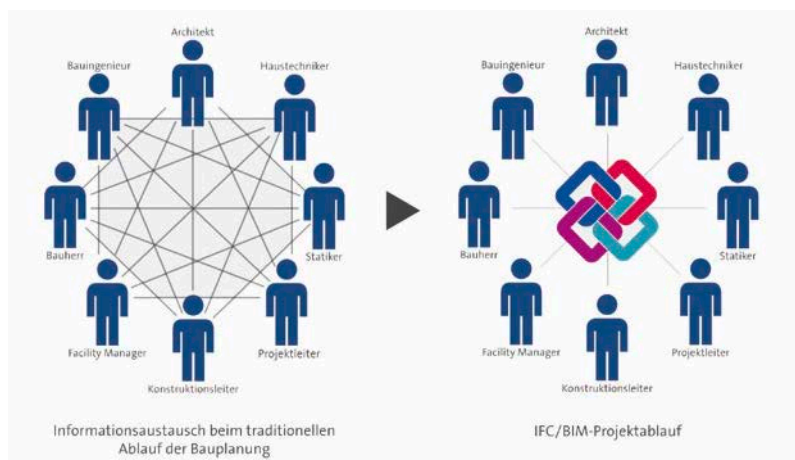 Architekt
Bauingenieur
Haustechniker
Bauherr
Statiker
Facility Manager
Projektleiter
Konstruktionsleiter
Informationsaustausch beim traditionellen
Ablauf der Bauplanung
Architekt
Bauingenieur
Haustechniker
Bauherr
Statiker
Facility Manager
Projektleiter
Konstruktionsleiter
IFC/BIM-Projektablauf